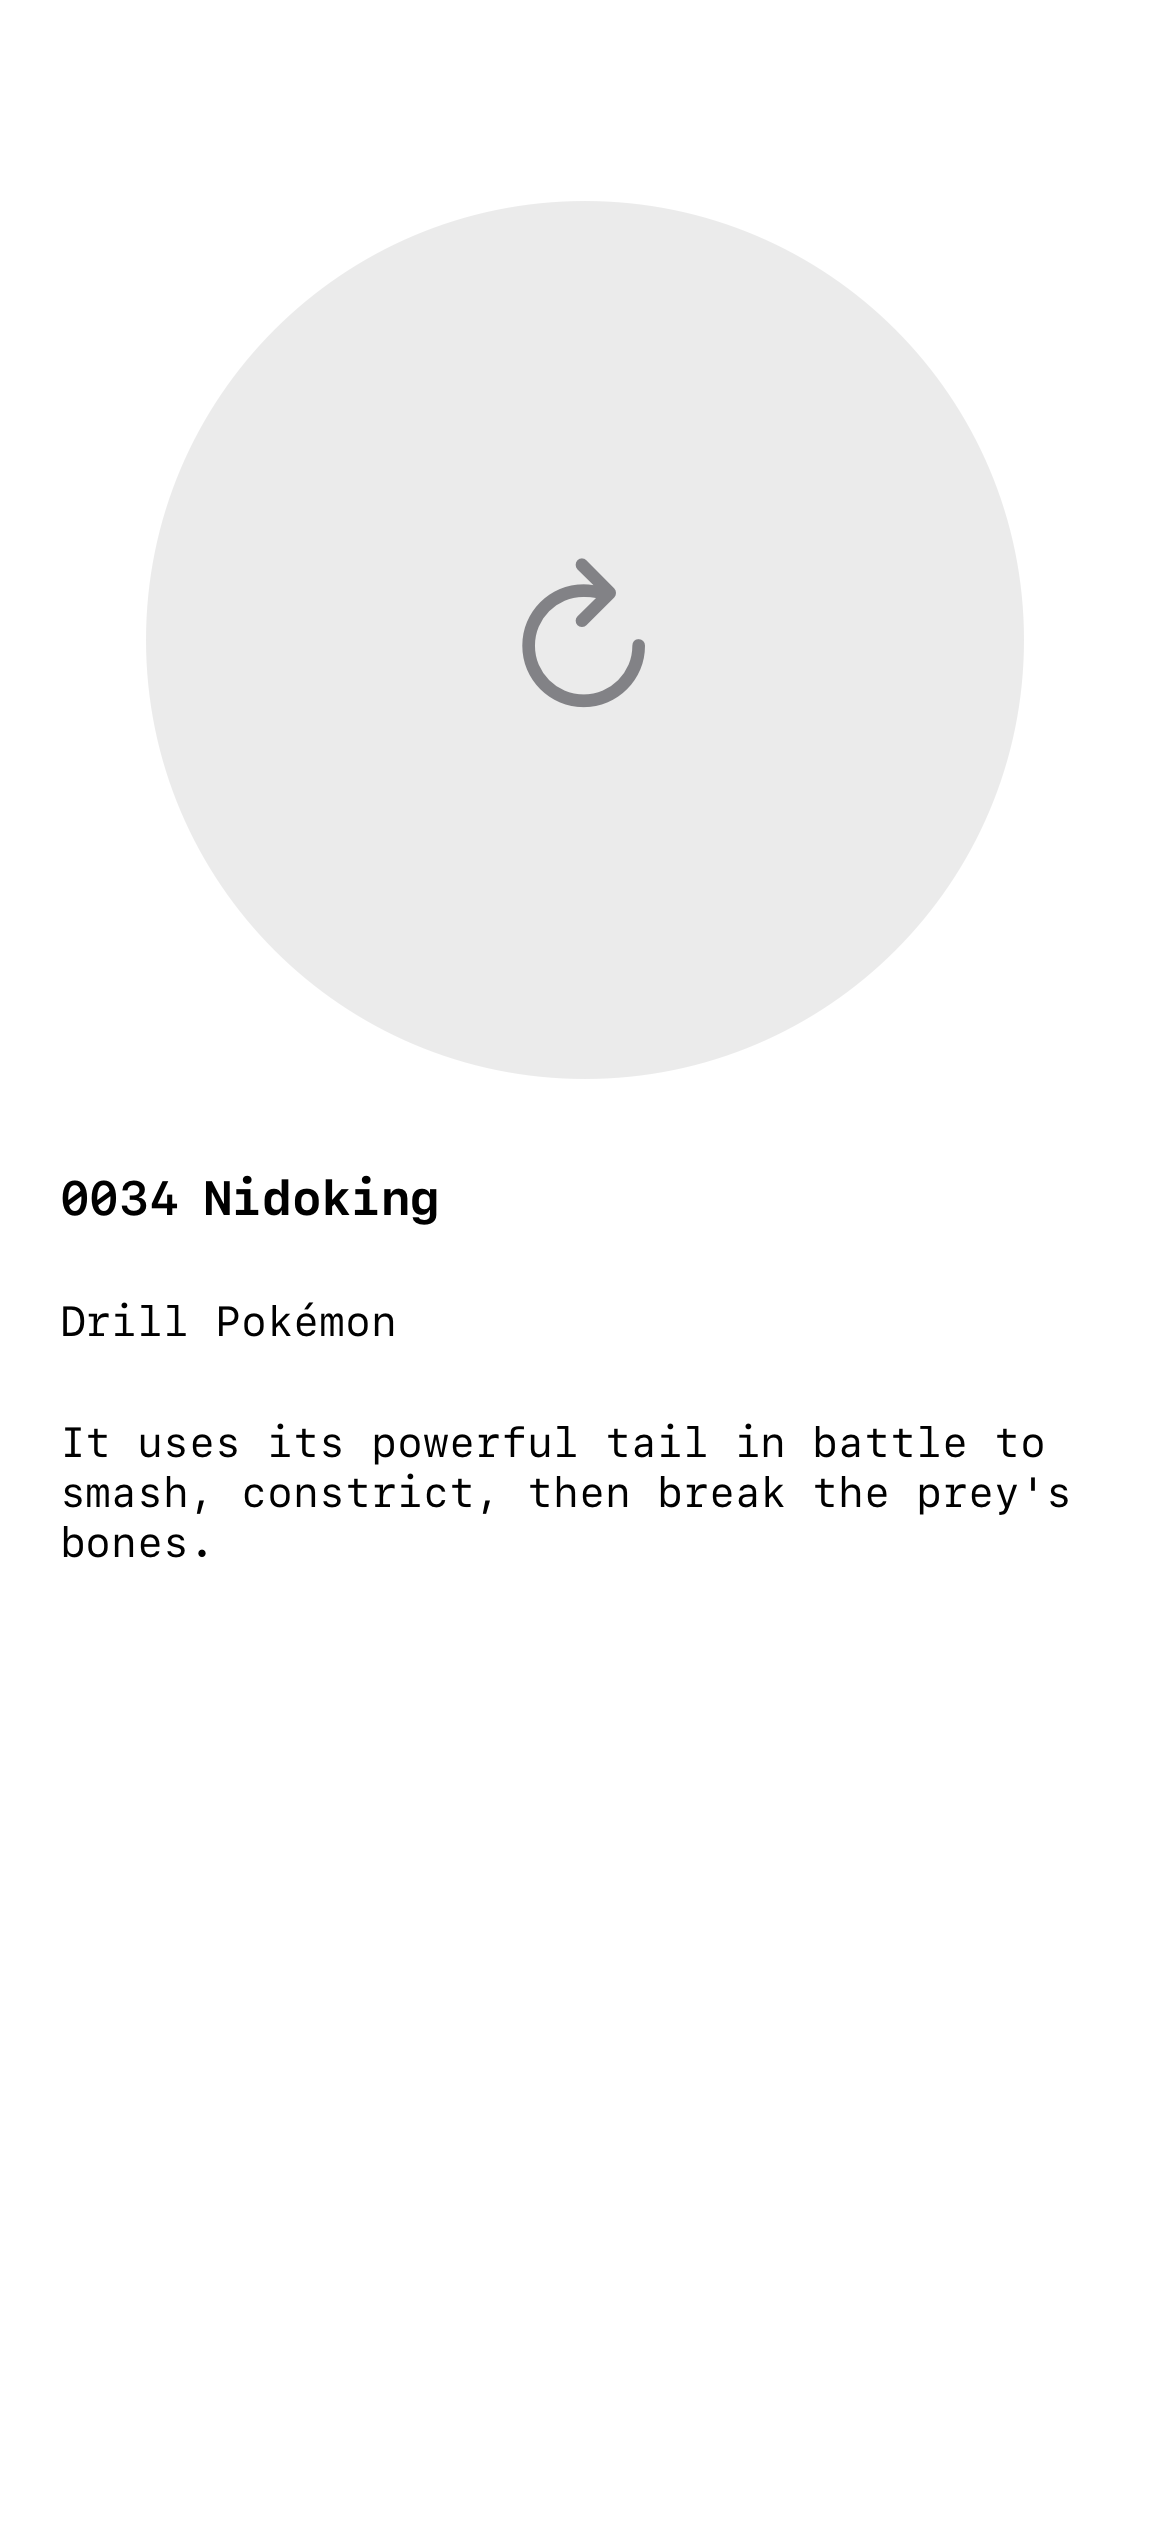 0034 Nidoking
Drill Pokémon
It uses its powerful tail in battle to
smash, constrict, then break the prey's
bones.